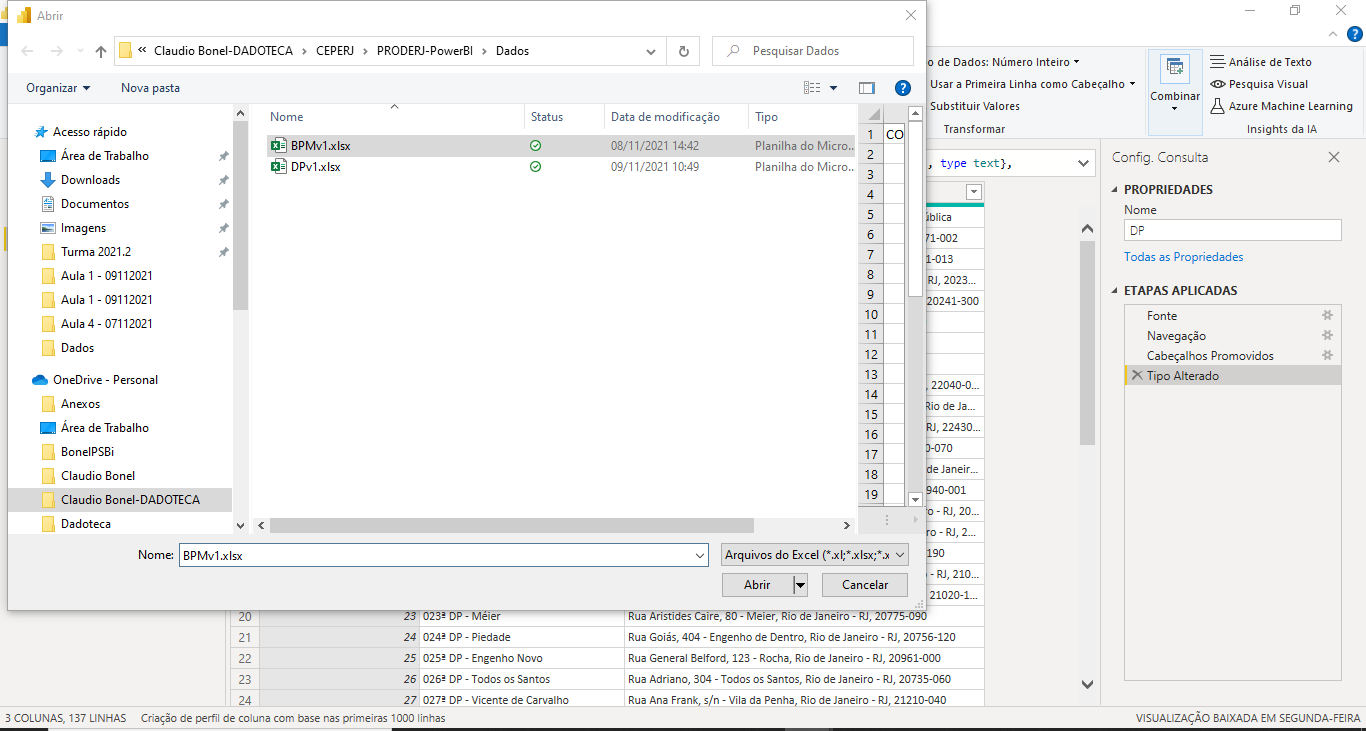 Abrir
« Claudio Bonel-DADOTECA > CEPERJ > PRODERJ-PowerBI > Dados
Pesquisar Dados
Organizar
Nova pasta
?
Acesso rápido
Área de Trabalho
Downloads
Documentos
Imagens
Turma 2021.2
Aula 1 - 09112021
Aula 1 - 09112021
Aula 4 - 07112021
Dados
OneDrive - Personal
Anexos
Área de Trabalho
BonelPSBi
Claudio Bonel
Claudio Bonel-DADOTECA
Dadoteca
Nome Status Data de modificação Tipo
BPMv1.xlsx 08/11/2021 14:42 Planilha do Micro...
DPv1.xlsx 09/11/2021 10:49 Planilha do Micro...
1 CO
2
3
4
5
6
7
8
9
10
11
12
13
14
15
16
17
18
19
Nome: BPMv1.xlsx
Arquivos do Excel (*.xl;*.xlsx;*.x
Abrir
Cancelar
?
o de Dados: Número Inteiro
Usar a Primeira Linha como Cabeçalho
Substituir Valores
Transformar
Combinar
Análise de Texto
Pesquisa Visual
Azure Machine Learning
Insights da IA
, type text},
ública
71-002
1-013
RJ, 2023...
20241-300
, 22040-0...
Rio de Ja...
RJ, 22430...
0-070
de Janeir...
940-001
o - RJ, 20...
ro - RJ, 2...
190
o - RJ, 210...
, 21020-1...
20 23 023ª DP - Méier Rua Aristides Caire, 80 - Meier, Rio de Janeiro - RJ, 20775-090
21 24 024ª DP - Piedade Rua Goiás, 404 - Engenho de Dentro, Rio de Janeiro - RJ, 20756-120
22 25 025ª DP - Engenho Novo Rua General Belford, 123 - Rocha, Rio de Janeiro - RJ, 20961-000
23 26 026ª DP - Todos os Santos Rua Adriano, 304 - Todos os Santos, Rio de Janeiro - RJ, 20735-060
24 27 027ª DP - Vicente de Carvalho Rua Ana Frank, s/n - Vila da Penha, Rio de Janeiro - RJ, 21210-040
Config. Consulta
PROPRIEDADES
Nome
DP
Todas as Propriedades
ETAPAS APLICADAS
Fonte
Navegação
Cabeçalhos Promovidos
Tipo Alterado
3 COLUNAS, 137 LINHAS Criação de perfil de coluna com base nas primeiras 1000 linhas
VISUALIZAÇÃO BAIXADA EM SEGUNDA-FEIRA